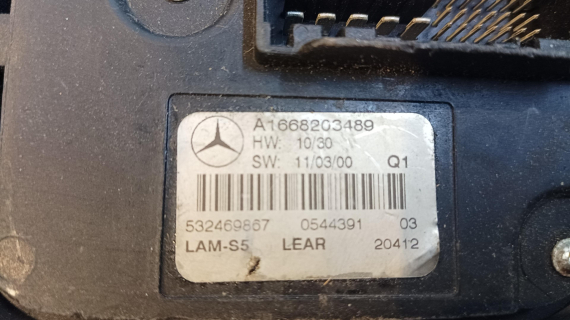 A1668203489
HW: 10/30
SW: 11/03/00 Q1
532469867 0544391 03
LAM-S5 LEAR 20412